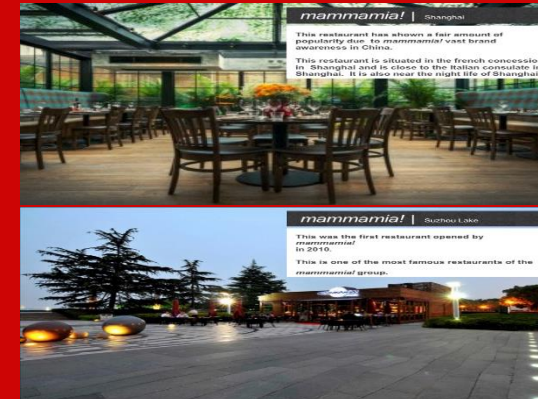 mammamia! | Shanghai
This restaurant has shown a fair amount of
popularity due to mammamia! vast brand
awareness in China.
This restaurant is situated in the french concessio
in Shanghai and is close to the Italian consulate i
Shanghai. It is also near the night life of Shanghai
mammamia! | Suzhou Lake
This was the first restaurant opened by
mammamia!
in 2010.
This is one of the most famous restaurants of the
mammamia! group.